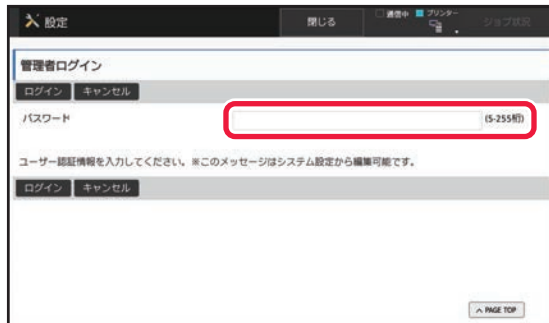 設定
閉じる
通信中 プリンター
ジョブ状況
管理者ログイン
ログイン キャンセル
パスワード (5-255桁)
ユーザー認証情報を入力してください。※このメッセージはシステム設定から編集可能です。
ログイン キャンセル
PAGE TOP